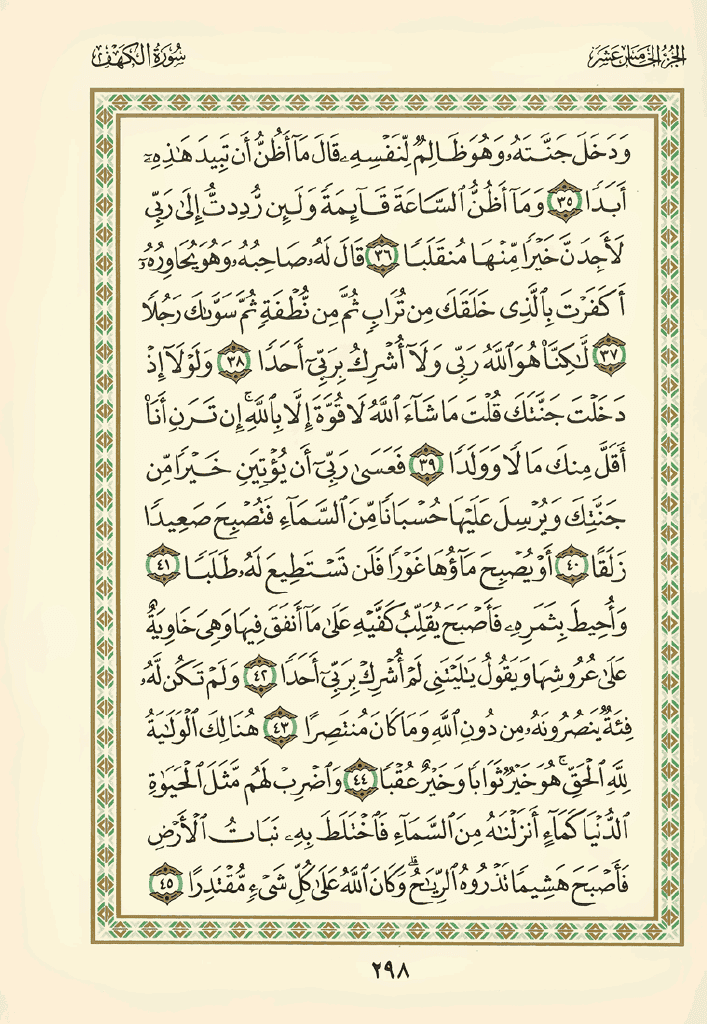 الجزء الخامس عشر
سورة الكهف
وَدَخَلَ جَنَّتَهُۥ وَهُوَ ظَالِمٌ لِّنَفْسِهِۦ قَالَ مَآ أَظُنُّ أَن تَبِيدَ هَٰذِهِۦٓ
أَبَدًا ٣٥ وَمَآ أَظُنُّ ٱلسَّاعَةَ قَآئِمَةً وَلَئِن رُّدِدتُّ إِلَىٰ رَبِّى
لَأَجِدَنَّ خَيْرًا مِّنْهَا مُنقَلَبًا ٣٦ قَالَ لَهُۥ صَاحِبُهُۥ وَهُوَ يُحَاوِرُهُۥٓ
أَكَفَرْتَ بِٱلَّذِى خَلَقَكَ مِن تُرَابٍ ثُمَّ مِن نُّطْفَةٍ ثُمَّ سَوَّىٰكَ رَجُلًا
٣٧ لَّٰكِنَّا۠ هُوَ ٱللَّهُ رَبِّى وَلَآ أُشْرِكُ بِرَبِّىٓ أَحَدًا ٣٨ وَلَوْلَآ إِذْ
دَخَلْتَ جَنَّتَكَ قُلْتَ مَا شَآءَ ٱللَّهُ لَا قُوَّةَ إِلَّا بِٱللَّهِ ۚ إِن تَرَنِ أَنَا۠
أَقَلَّ مِنكَ مَالًا وَوَلَدًا ٣٩ فَعَسَىٰ رَبِّىٓ أَن يُؤْتِيَنِ خَيْرًا مِّن
جَنَّتِكَ وَيُرْسِلَ عَلَيْهَا حُسْبَانًا مِّنَ ٱلسَّمَآءِ فَتُصْبِحَ صَعِيدًا
زَلَقًا ٤٠ أَوْ يُصْبِحَ مَآؤُهَا غَوْرًا فَلَن تَسْتَطِيعَ لَهُۥ طَلَبًا ٤١
وَأُحِيطَ بِثَمَرِهِۦ فَأَصْبَحَ يُقَلِّبُ كَفَّيْهِ عَلَىٰ مَآ أَنفَقَ فِيهَا وَهِىَ خَاوِيَةٌ
عَلَىٰ عُرُوشِهَا وَيَقُولُ يَٰلَيْتَنِى لَمْ أُشْرِكْ بِرَبِّىٓ أَحَدًا ٤٢ وَلَمْ تَكُن لَّهُۥ
فِئَةٌ يَنصُرُونَهُۥ مِن دُونِ ٱللَّهِ وَمَا كَانَ مُنتَصِرًا ٤٣ هُنَالِكَ ٱلْوَلَٰيَةُ
لِلَّهِ ٱلْحَقِّ ۚ هُوَ خَيْرٌ ثَوَابًا وَخَيْرٌ عُقْبًا ٤٤ وَٱضْرِبْ لَهُم مَّثَلَ ٱلْحَيَوٰةِ
ٱلدُّنْيَا كَمَآءٍ أَنزَلْنَٰهُ مِنَ ٱلسَّمَآءِ فَٱخْتَلَطَ بِهِۦ نَبَاتُ ٱلْأَرْضِ
فَأَصْبَحَ هَشِيمًا تَذْرُوهُ ٱلرِّيَٰحُ ۗ وَكَانَ ٱللَّهُ عَلَىٰ كُلِّ شَىْءٍ مُّقْتَدِرًا ٤٥
٢٩٨